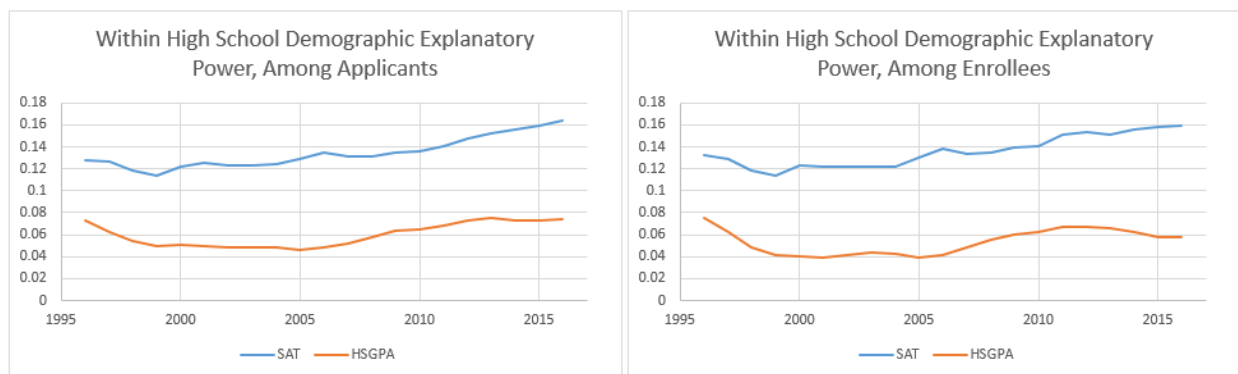 Within High School Demographic Explanatory
Power, Among Applicants
0.18
0.16
0.14
0.12
0.1
0.08
0.06
0.04
0.02
0
1995 2000 2005 2010 2015
SAT HSGPA
Within High School Demographic Explanatory
Power, Among Enrollees
0.18
0.16
0.14
0.12
0.1
0.08
0.06
0.04
0.02
0
1995 2000 2005 2010 2015
SAT HSGPA